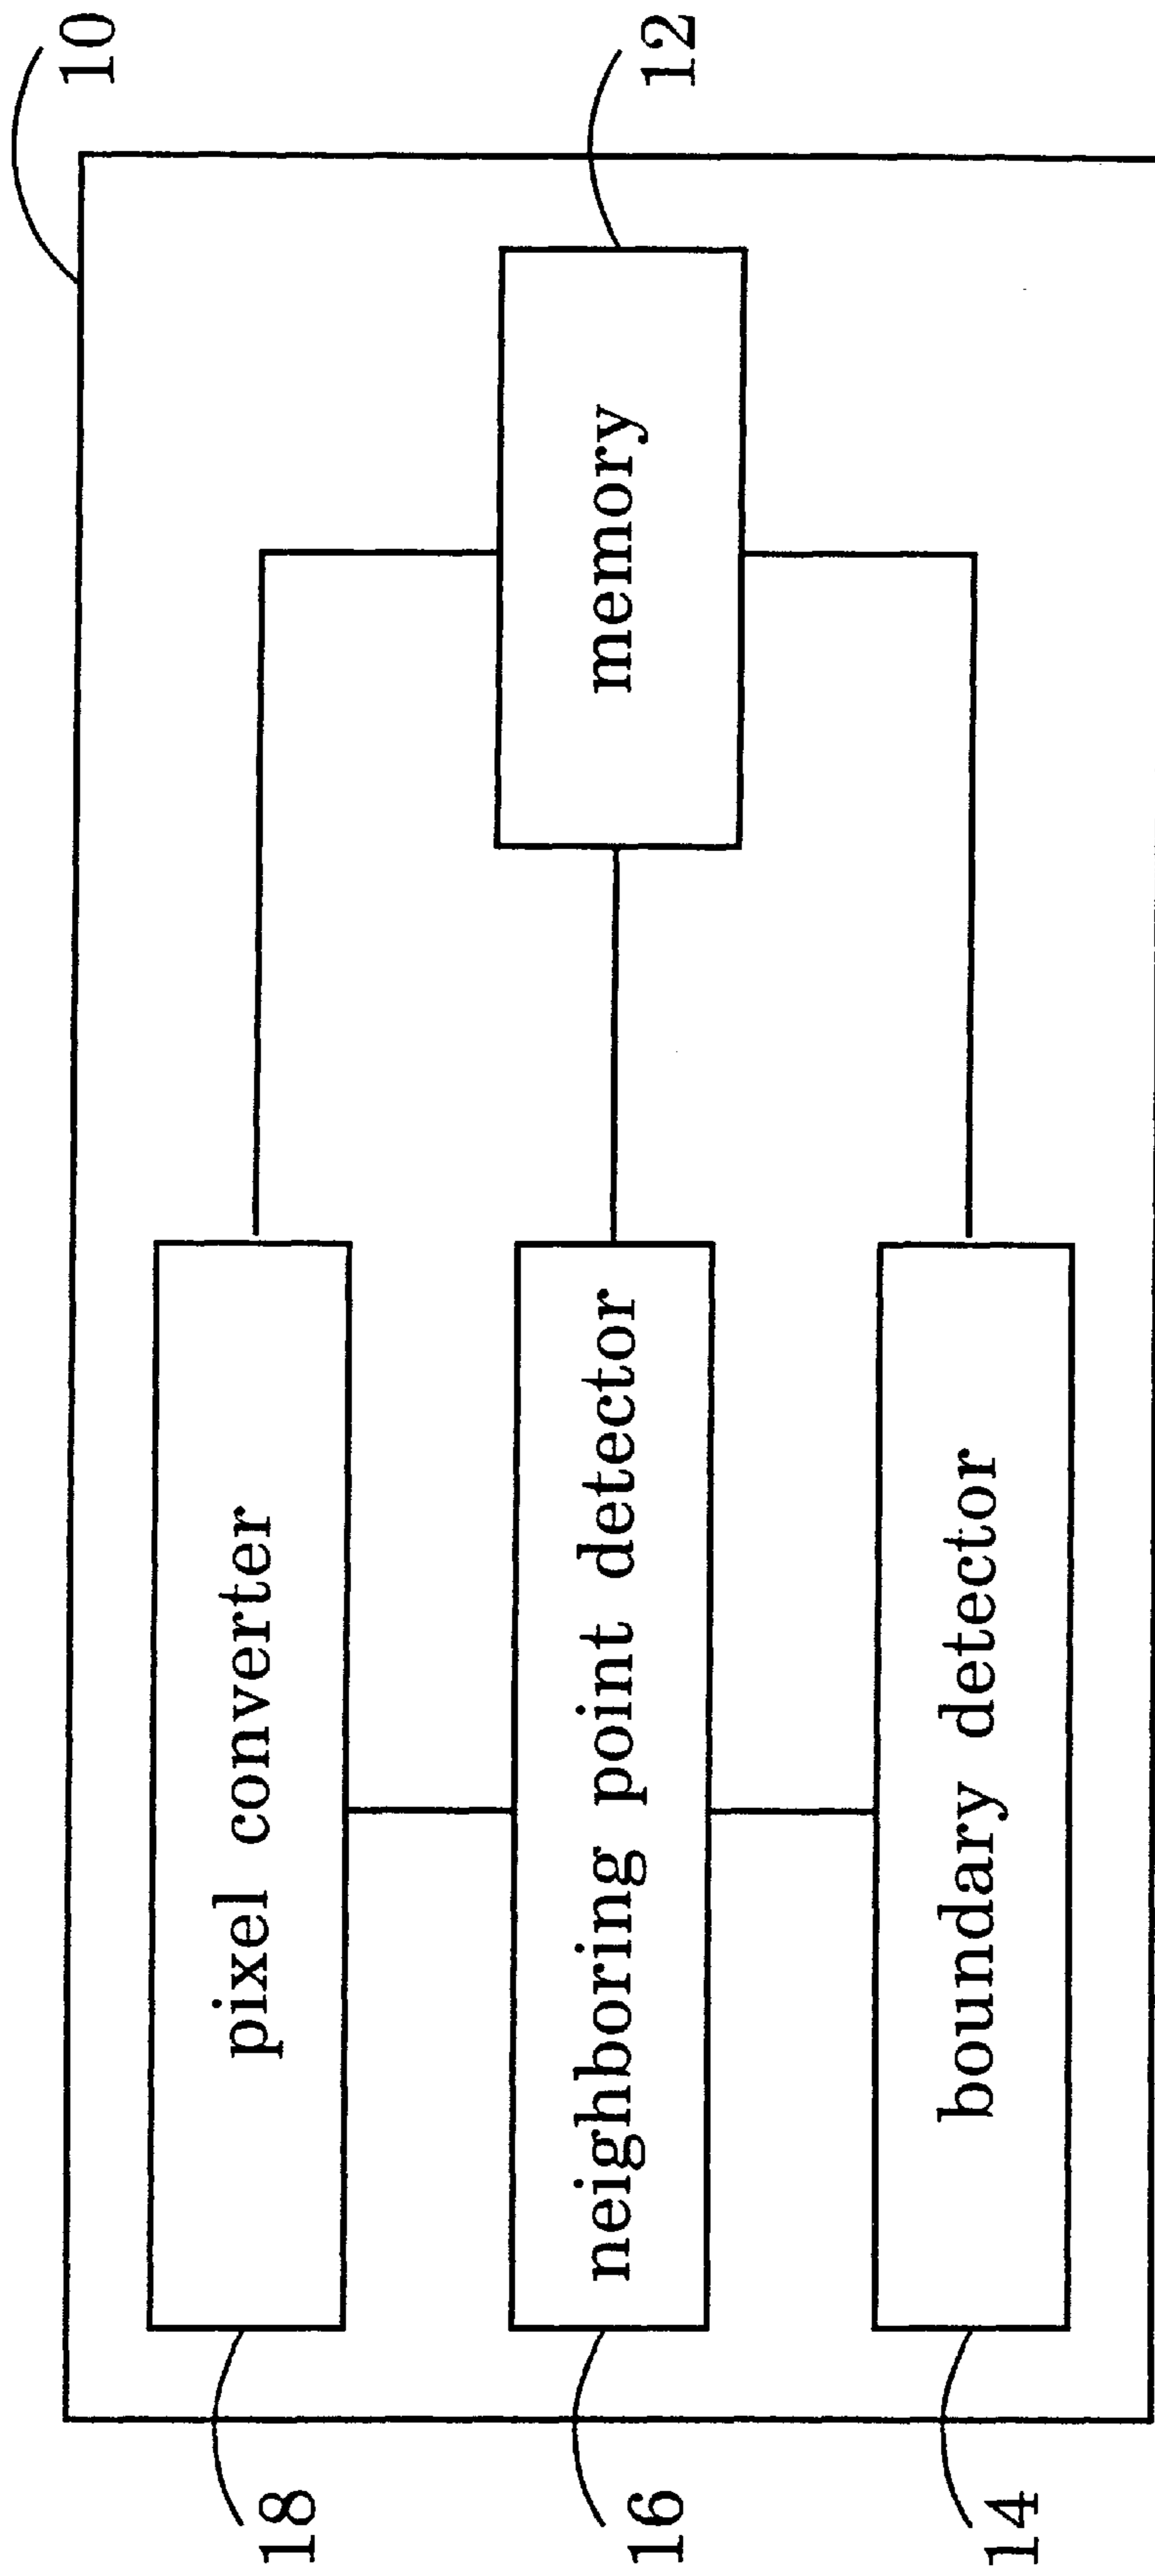 10
18
pixel converter
12
memory
16
neighboring point detector
14
boundary detector